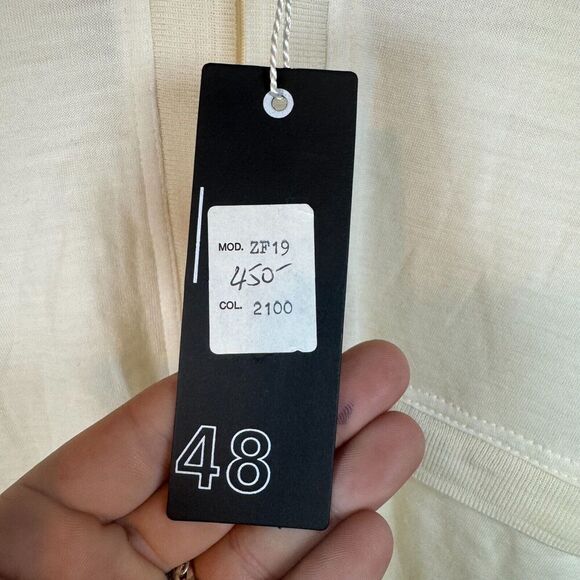 MOD. ZF19
450-
COL. 2100
48